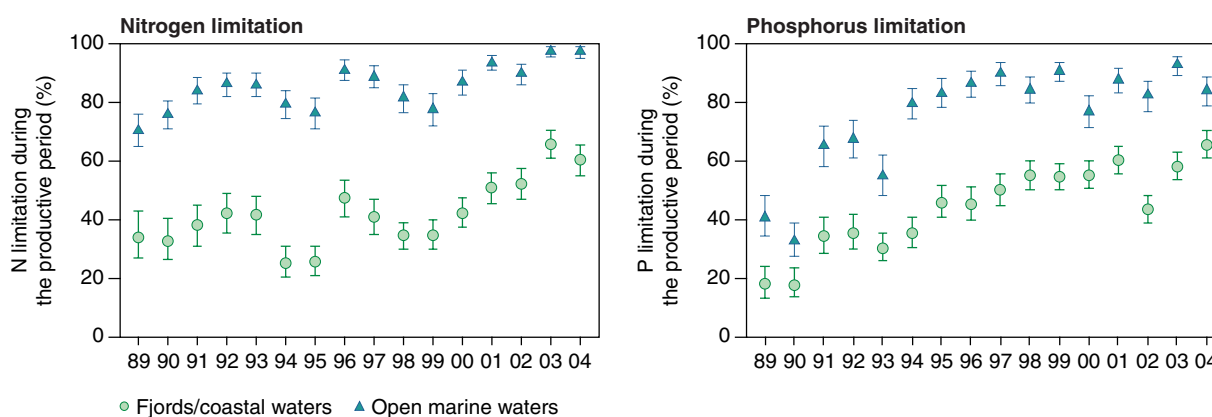 Nitrogen limitation
N limitation during
the productive period (%)
100
80
60
40
20
0
89 90 91 92 93 94 95 96 97 98 99 00 01 02 03 04
Phosphorus limitation
P limitation during
the productive period (%)
100
80
60
40
20
0
89 90 91 92 93 94 95 96 97 98 99 00 01 02 03 04
Fjords/coastal waters Open marine waters